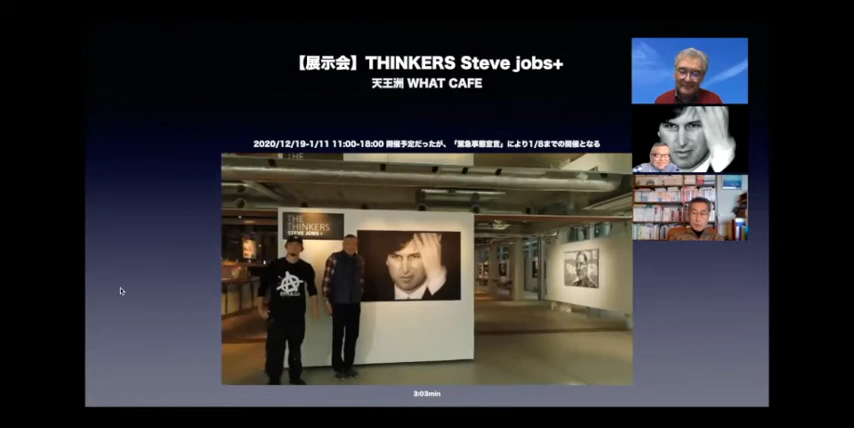 【展示会】THINKERS Steve jobs+
天王洲 WHAT CAFE
2020/12/19-1/11 11:00-18:00 開催予定だったが、「緊急事態宣言」により1/8までの開催となる
THE
THINKERS
STEVE JOBS +
3:03min